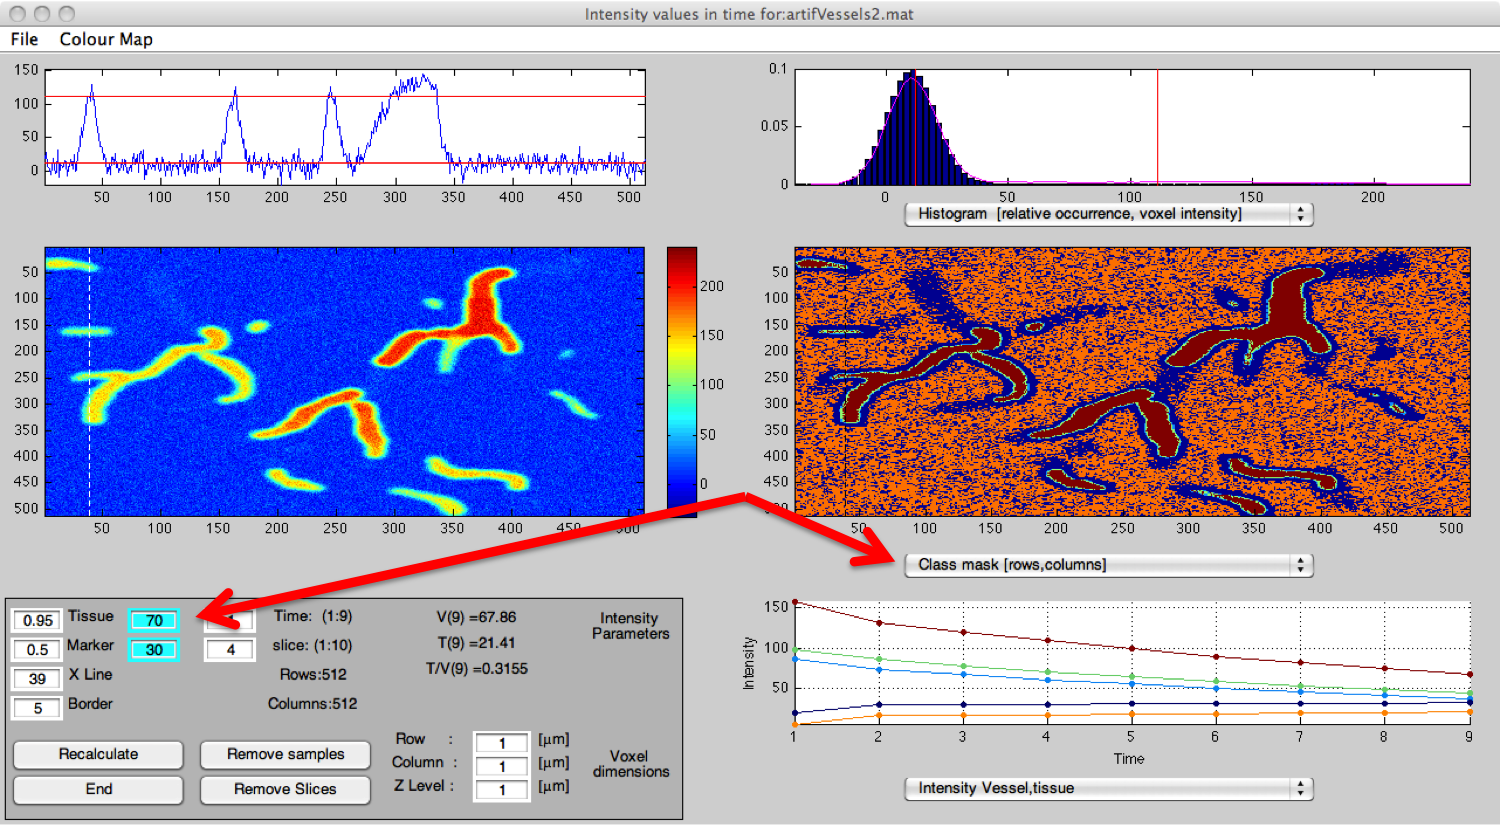 Intensity values in time for:artifVessels2.mat
File Colour Map
150
100
50
0
50 100 150 200 250 300 350 400 450 500
0.1
0.05
0
0 50 100 150 200
Histogram [relative occurrence, voxel intensity]
50
100
150
200
250
300
350
400
450
500
50 100 150 200 250 300 350 400 450 500
200
150
100
50
0
50
100
150
200
250
300
350
400
450
50 100 150 200 250 300 350 400 450 500
Class mask [rows,columns]
0.95 Tissue 70 Time: (1:9) V(9) =67.86 Intensity
Parameters
0.5 Marker 30 4 slice: (1:10) T(9) =21.41
39 X Line Rows:512 T/V(9) =0.3155
5 Border Columns:512
Recalculate Remove samples
End Remove Slices
Row : 1 [μm]
Column : 1 [μm] Voxel
dimensions
Z Level : 1 [μm]
150
100
50
Intensity
1 2 3 4 5 6 7 8 9
Time
Intensity Vessel,tissue